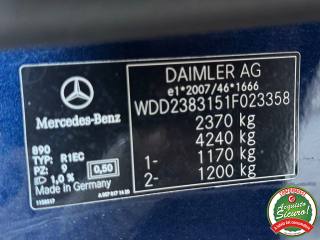 Mercedes-Benz
890
TYP: R1EC
PZ: 9
1,0 %
0,50
Made in Germany
DAIMLER AG
e1*2007/46*1666
WDD2383151F023358
2370 kg
4240 kg
1- 1170 kg
2- 1200 kg
Acquisto
Sicuro!